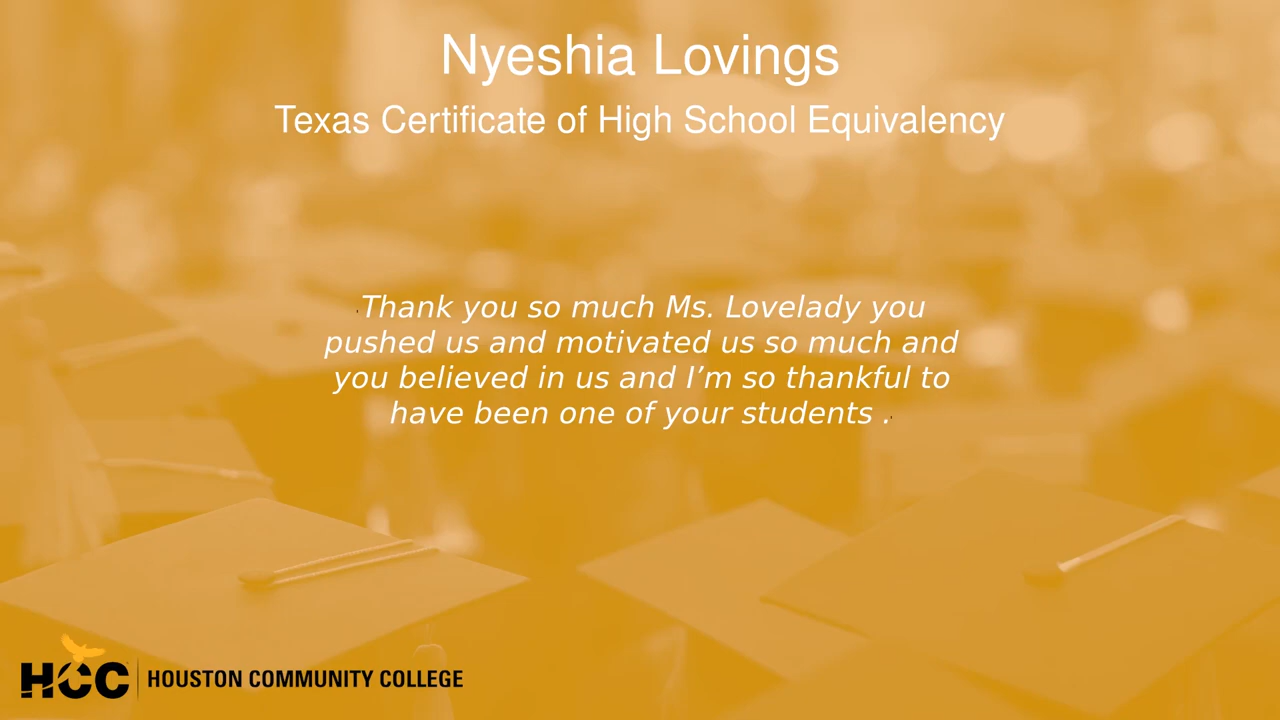 Nyeshia Lovings
Texas Certificate of High School Equivalency
Thank you so much Ms. Lovelady you
pushed us and motivated us so much and
you believed in us and I’m so thankful to
have been one of your students .
HCC HOUSTON COMMUNITY COLLEGE